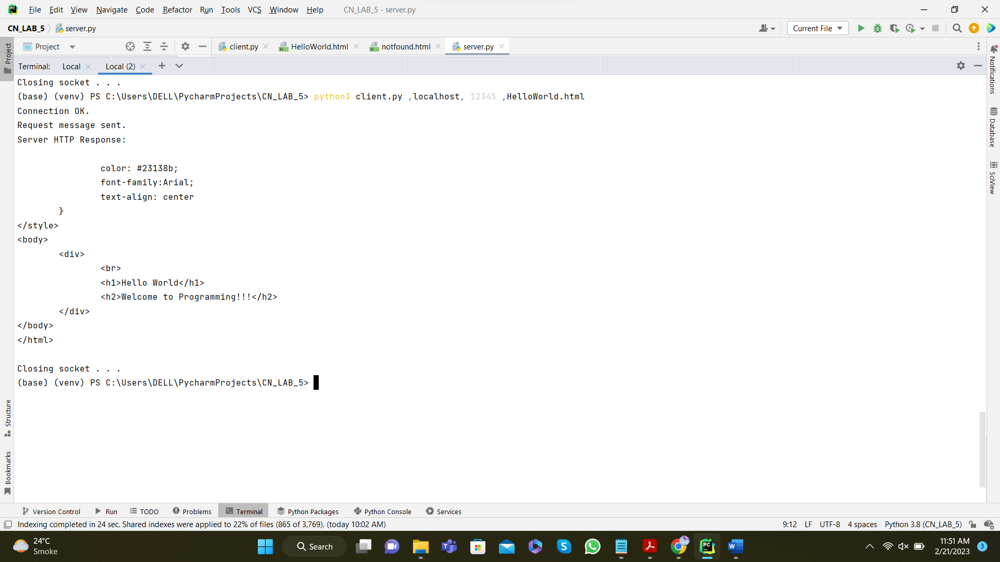 File Edit View Navigate Code Refactor Run Tools VCS Window Help CN_LAB_5 - server.py
CN_LAB_5 server.py Current File
Project client.py HelloWorld.html notfound.html server.py
Terminal: Local Local (2)
Closing socket . . .
(base) (venv) PS C:\Users\DELL\PycharmProjects\CN_LAB_5> python3 client.py ,localhost, 12345 ,HelloWorld.html
Connection OK.
Request message sent.
Server HTTP Response:
color: #23138b;
font-family:Arial;
text-align: center
}
</style>
<body>
<div>
<br>
<h1>Hello World</h1>
<h2>Welcome to Programming!!!</h2>
</div>
</body>
</html>
Closing socket . . .
(base) (venv) PS C:\Users\DELL\PycharmProjects\CN_LAB_5>
Project
Structure
Bookmarks
Notifications
Database
SciView
Version Control Run TODO Problems Terminal Python Packages Python Console Services
Indexing completed in 24 sec. Shared indexes were applied to 22% of files (865 of 3,769). (today 10:02 AM) 9:12 LF UTF-8 4 spaces Python 3.8 (CN_LAB_5)
24°C
Smoke
Search
11:51 AM
2/21/2023
3